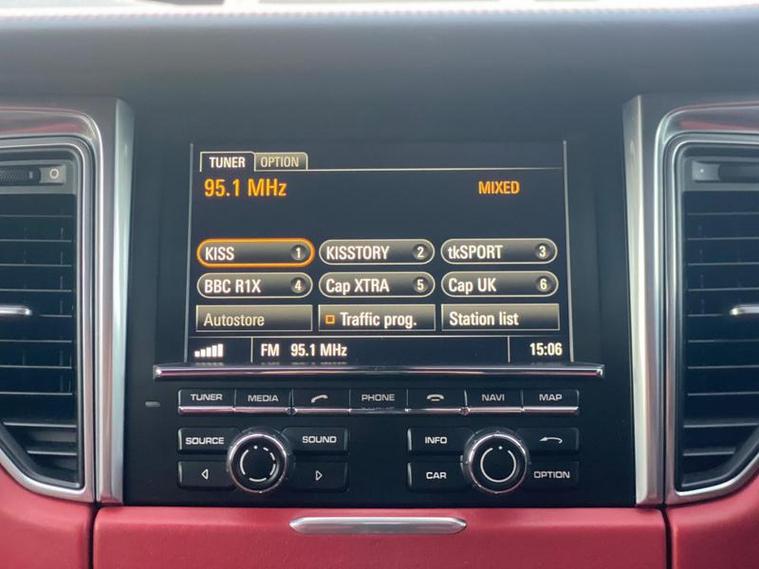 TUNER OPTION
95.1 MHz MIXED
KISS 1 KISSTORY 2 tkSPORT 3
BBC R1X 4 Cap XTRA 5 Cap UK 6
Autostore Traffic prog. Station list
FM 95.1 MHz 15:06
TUNER MEDIA PHONE NAVI MAP
SOURCE SOUND INFO
CAR OPTION